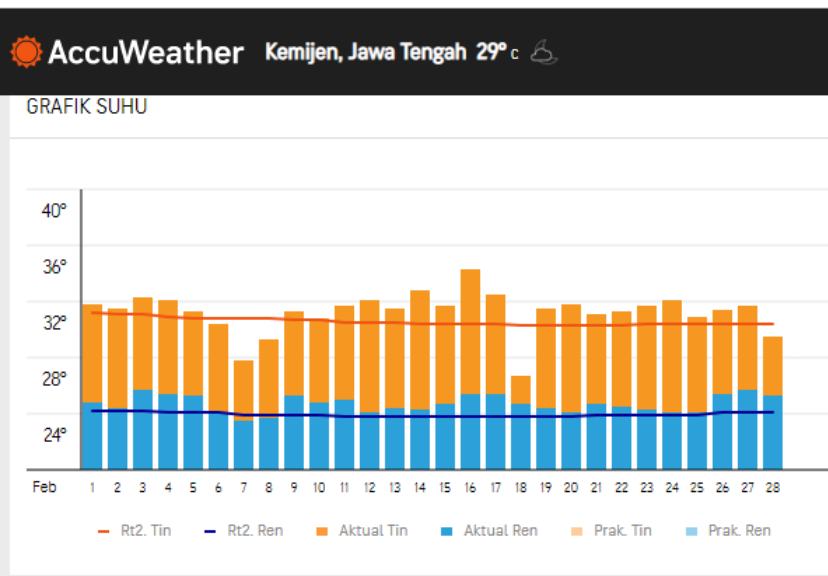 AccuWeather Kemijen, Jawa Tengah 29° c
GRAFIK SUHU
40°
36°
32°
28°
24°
Feb 1 2 3 4 5 6 7 8 9 10 11 12 13 14 15 16 17 18 19 20 21 22 23 24 25 26 27 28
Rt2. Tin Rt2. Ren Aktual Tin Aktual Ren Prak. Tin Prak. Ren